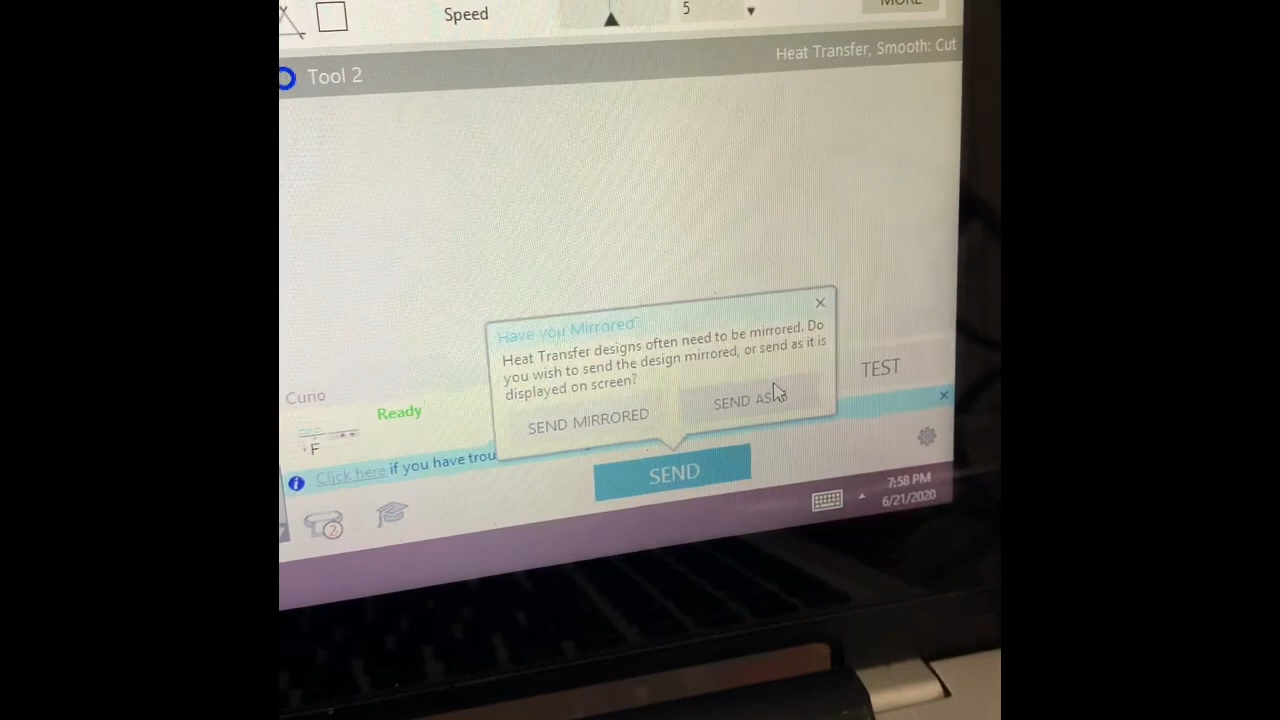 Speed
5
MORE
Tool 2
Heat Transfer, Smooth: Cut
Have you Mirrored?
Heat Transfer designs often need to be mirrored. Do
you wish to send the design mirrored, or send as it is
displayed on screen?
SEND MIRRORED
SEND AS
TEST
Curio
Ready
F
Click here if you have trou
SEND
2
7:58 PM
6/21/2020